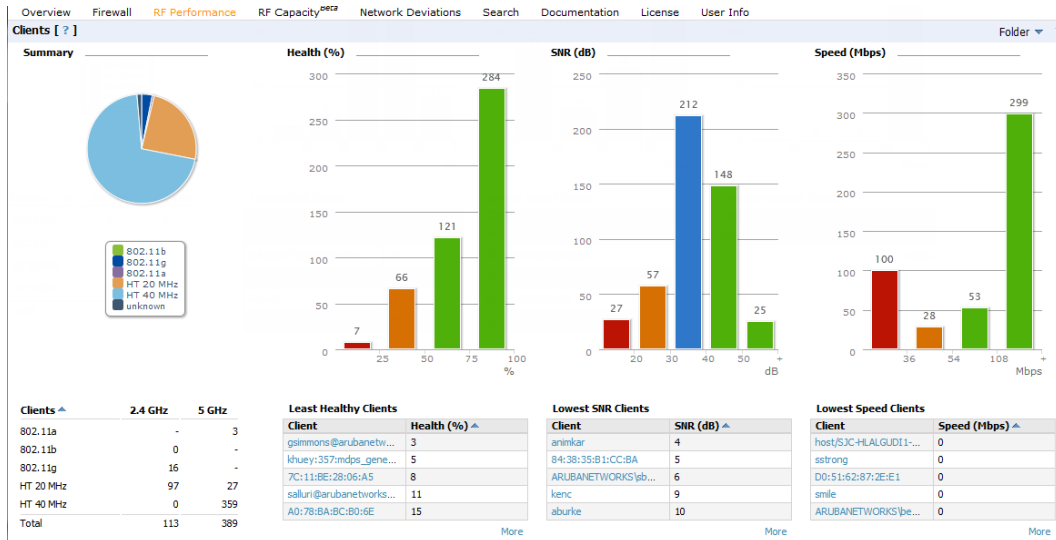 Overview Firewall RF Performance RF Capacity Beta Network Deviations Search Documentation License User Info
Clients [ ? ] Folder
Summary
802.11b
802.11g
802.11a
HT 20 MHz
HT 40 MHz
unknown
Health (%)
300
250
200
150
100
50
0
7
66
121
284
25 50 75 100
%
SNR (dB)
250
200
150
100
50
0
27
57
212
148
25
20 30 40 50 +
dB
Speed (Mbps)
350
300
250
200
150
100
50
0
100
28
53
299
36 54 108 +
Mbps
Clients 2.4 GHz 5 GHz
802.11a - 3
802.11b 0 -
802.11g 16 -
HT 20 MHz 97 27
HT 40 MHz 0 359
Total 113 389
Least Healthy Clients
Client Health (%)
gsimmons@arubanetw... 3
khuey:357:mdps_gene... 5
7C:11:BE:28:06:A5 8
salluri@arubanetworks... 11
A0:78:BA:BC:B0:6E 15
More
Lowest SNR Clients
Client SNR (dB)
animkar 4
84:38:35:B1:CC:BA 5
ARUBANETWORKS\sb... 6
kenc 9
aburke 10
More
Lowest Speed Clients
Client Speed (Mbps)
host/SJC-HLALGUDI1-... 0
sstrong 0
D0:51:62:87:2E:E1 0
smile 0
ARUBANETWORKS\be... 0
More